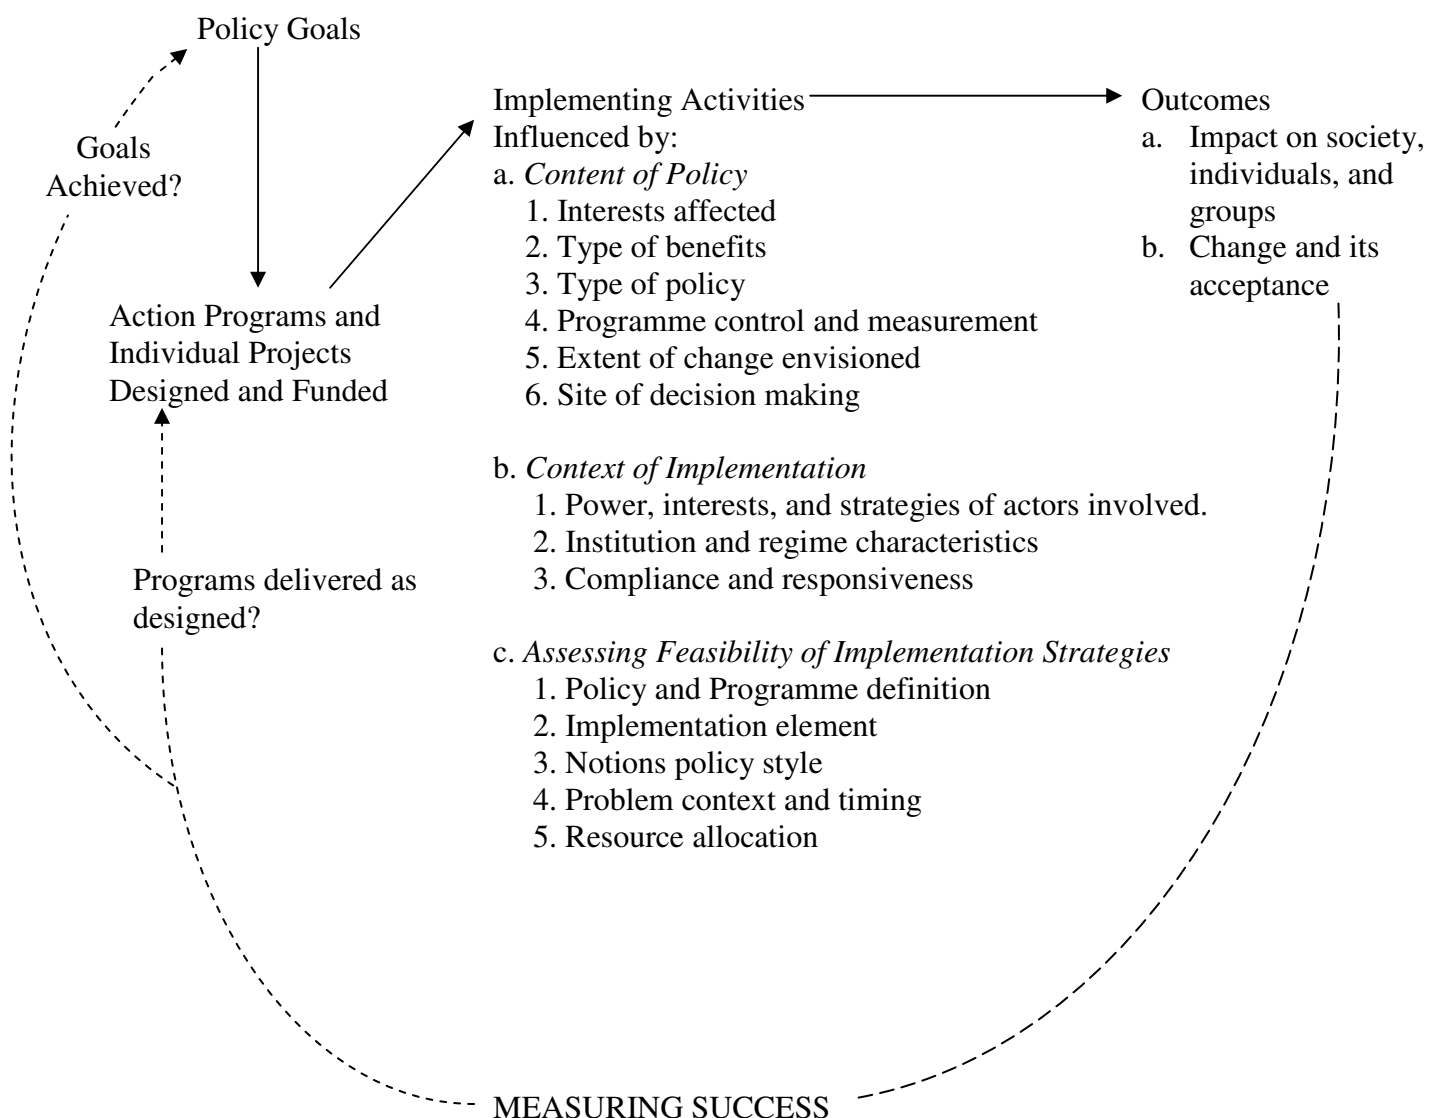 Policy Goals
Goals
Achieved?
Action Programs and
Individual Projects
Designed and Funded
Programs delivered as
designed?
Implementing Activities
Influenced by:
a. Content of Policy
1. Interests affected
2. Type of benefits
3. Type of policy
4. Programme control and measurement
5. Extent of change envisioned
6. Site of decision making
b. Context of Implementation
1. Power, interests, and strategies of actors involved.
2. Institution and regime characteristics
3. Compliance and responsiveness
c. Assessing Feasibility of Implementation Strategies
1. Policy and Programme definition
2. Implementation element
3. Notions policy style
4. Problem context and timing
5. Resource allocation
Outcomes
a. Impact on society,
individuals, and
groups
b. Change and its
acceptance
MEASURING SUCCESS